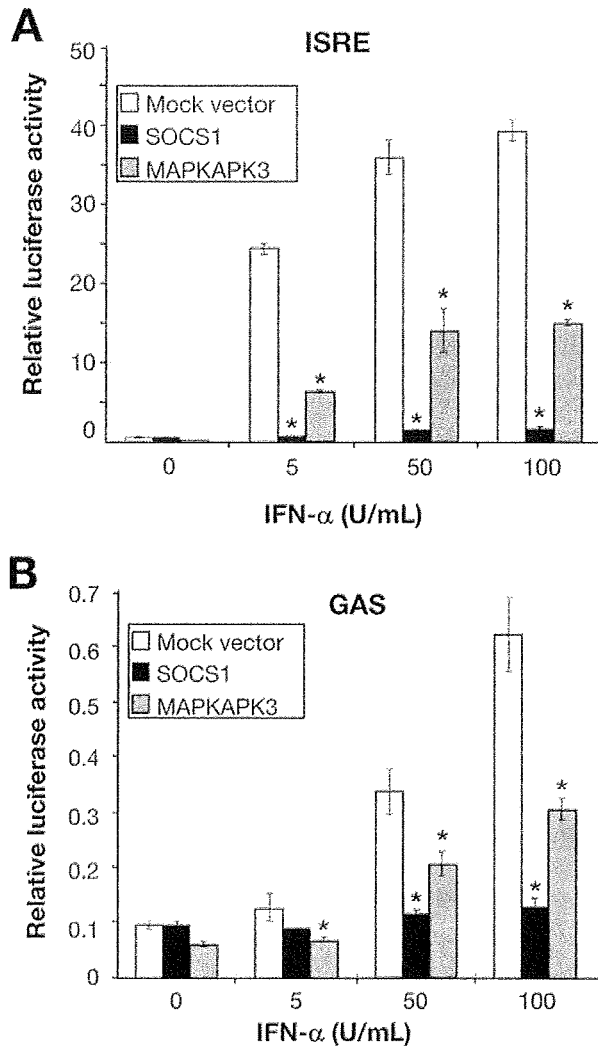 A
ISRE
50
40
30
20
10
0
Relative luciferase activity
Mock vector
SOCS1
MAPKAPK3
* * * * * *
0 5 50 100
IFN-α (U/mL)
B
GAS
0.7
0.6
0.5
0.4
0.3
0.2
0.1
0
Relative luciferase activity
Mock vector
SOCS1
MAPKAPK3
* * * * *
0 5 50 100
IFN-α (U/mL)